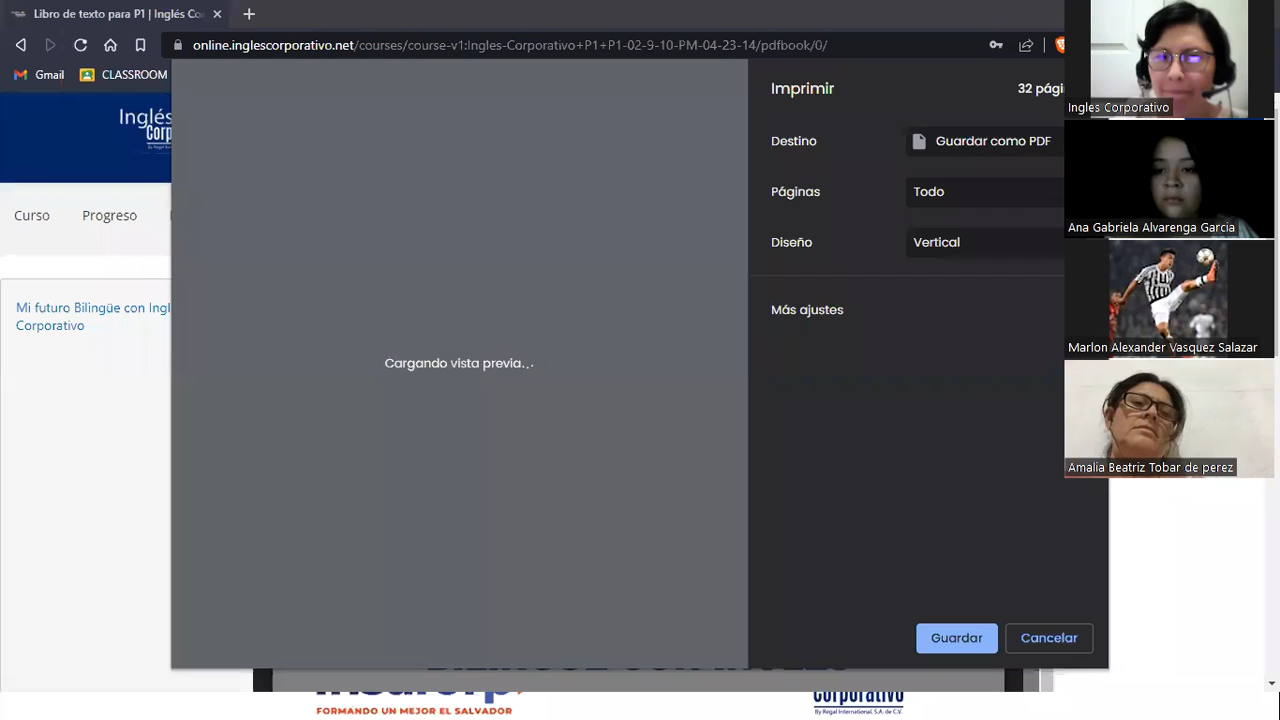 Libro de texto para P1 | Inglés Co
online.inglescorporativo.net/courses/course-v1:Ingles-Corporativo+P1+P1-02-9-10-PM-04-23-14/pdfbook/0/
Gmail
CLASSROOM
Inglés
Corp
Curso
Progreso
Mi futuro Bilingüe con Ingl
Corporativo
Cargando vista previa...
Imprimir
32 pági
Destino
Guardar como PDF
Páginas
Todo
Diseño
Vertical
Más ajustes
Guardar
Cancelar
Ingles Corporativo
Ana Gabriela Alvarenga Garcia
Marlon Alexander Vasquez Salazar
Amalia Beatriz Tobar de perez
FORMANDO UN MEJOR EL SALVADOR
Corporativo
By Regal International, S.A. de C.V.